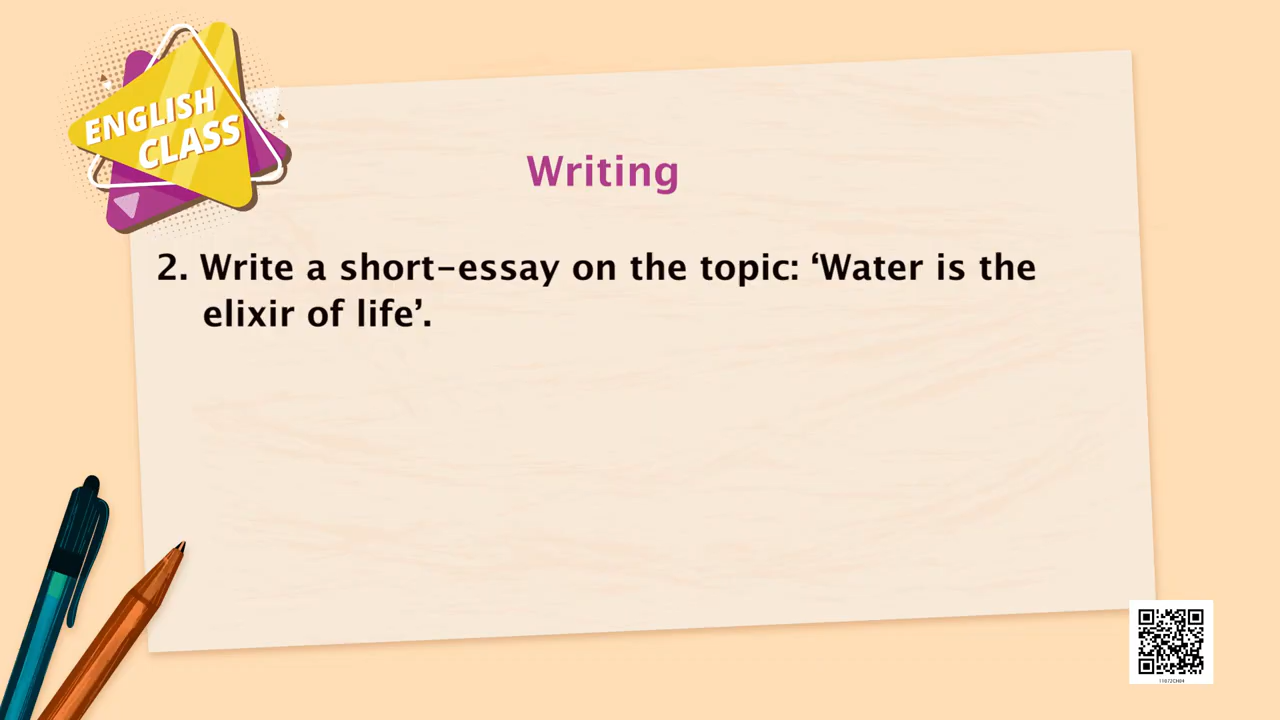 ENGLISH
CLASS
Writing
2. Write a short-essay on the topic: ‘Water is the
elixir of life’.